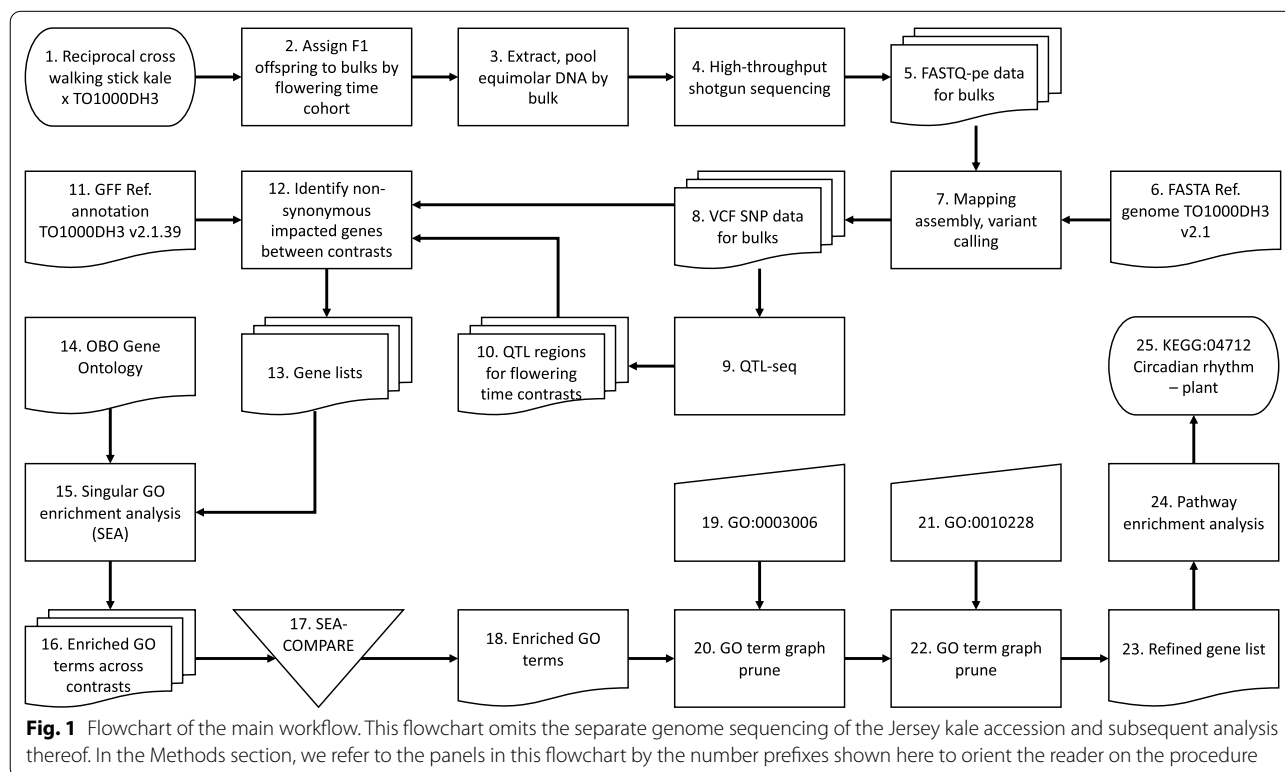 1. Reciprocal cross
walking stick kale
x TO1000DH3
2. Assign F1
offspring to bulks by
flowering time
cohort
3. Extract, pool
equimolar DNA by
bulk
4. High-throughput
shotgun sequencing
5. FASTQ-pe data
for bulks
11. GFF Ref.
annotation
TO1000DH3 v2.1.39
12. Identify non-
synonymous
impacted genes
between contrasts
8. VCF SNP data
for bulks
7. Mapping
assembly, variant
calling
6. FASTA Ref.
genome TO1000DH3
v2.1
14. OBO Gene
Ontology
13. Gene lists
10. QTL regions
for flowering
time contrasts
9. QTL-seq
25. KEGG:04712
Circadian rhythm
– plant
15. Singular GO
enrichment analysis
(SEA)
19. GO:0003006
21. GO:0010228
24. Pathway
enrichment analysis
16. Enriched GO
terms across
contrasts
17. SEA-
COMPARE
18. Enriched GO
terms
20. GO term graph
prune
22. GO term graph
prune
23. Refined gene list
Fig. 1 Flowchart of the main workflow. This flowchart omits the separate genome sequencing of the Jersey kale accession and subsequent analysis
thereof. In the Methods section, we refer to the panels in this flowchart by the number prefixes shown here to orient the reader on the procedure